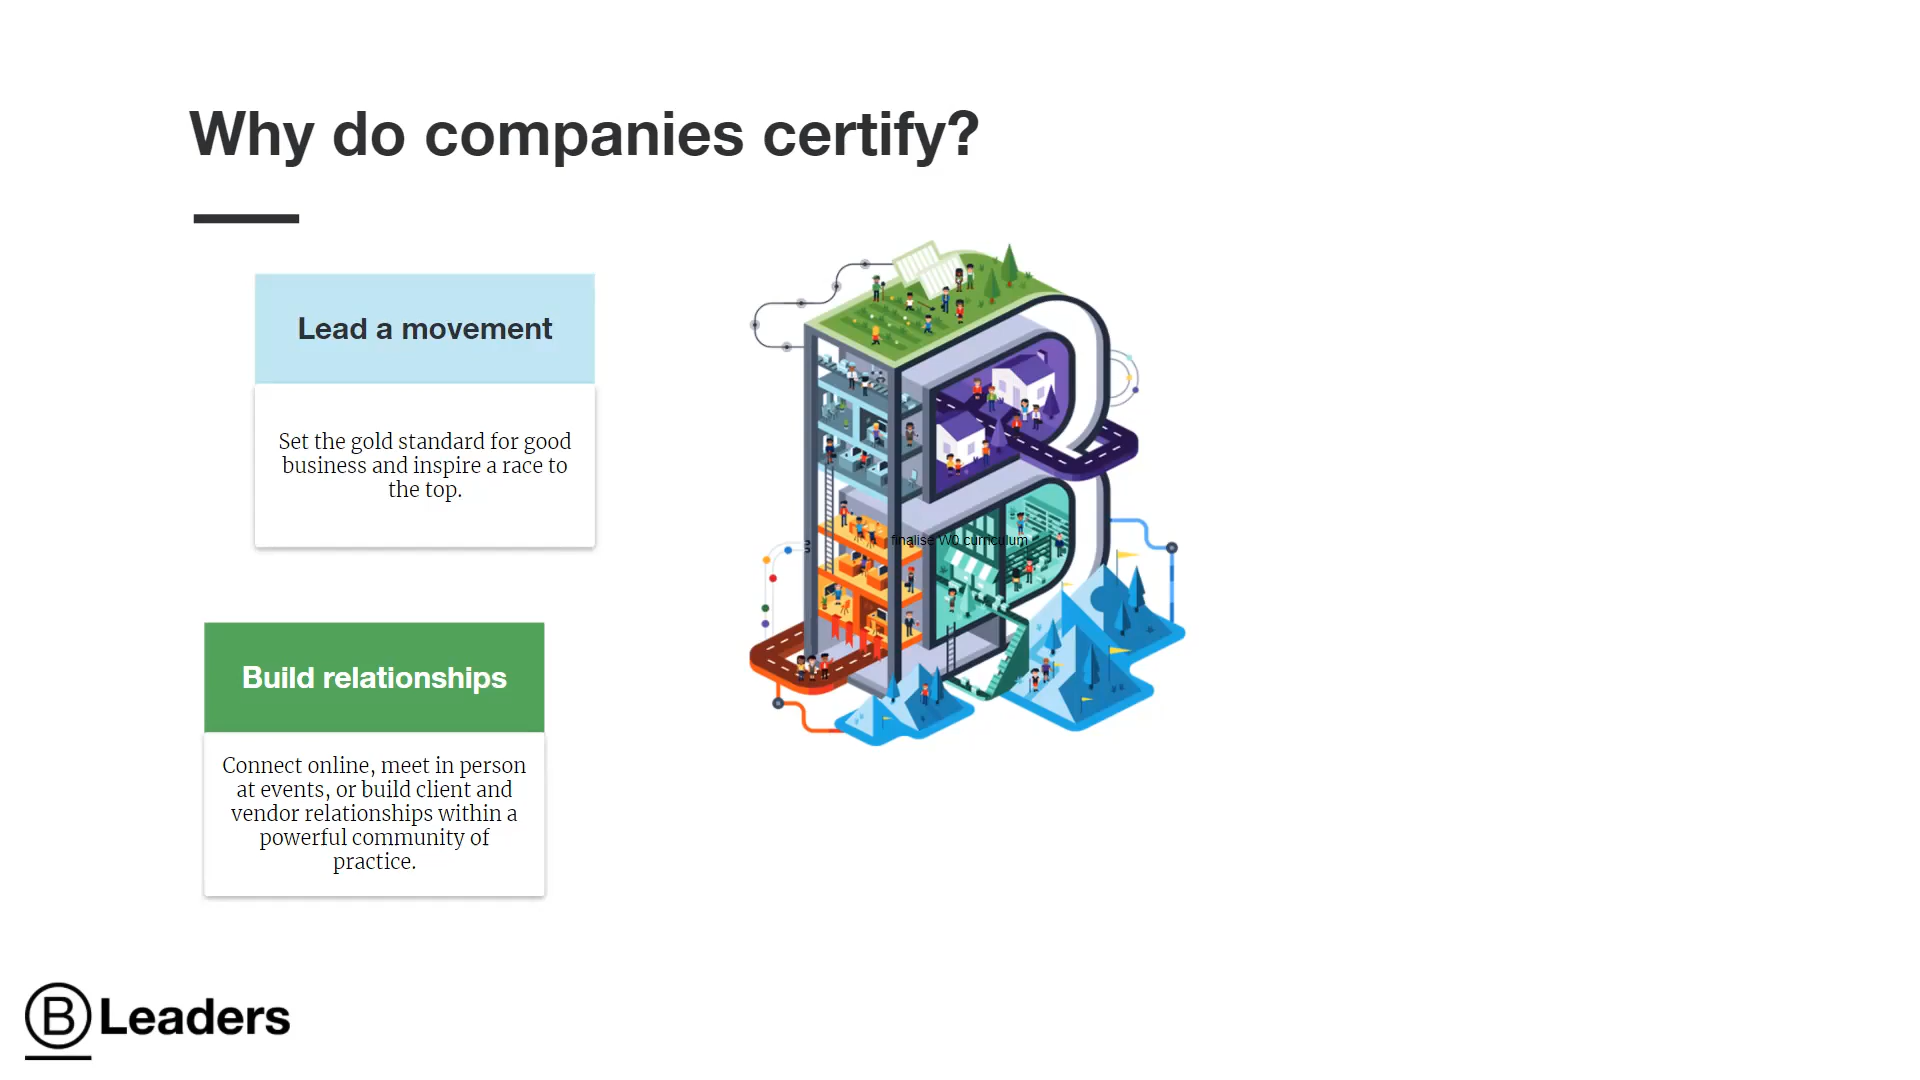 Why do companies certify?
Lead a movement
Set the gold standard for good
business and inspire a race to
the top.
finalise W0 curriculum
Build relationships
Connect online, meet in person
at events, or build client and
vendor relationships within a
powerful community of
practice.
B Leaders